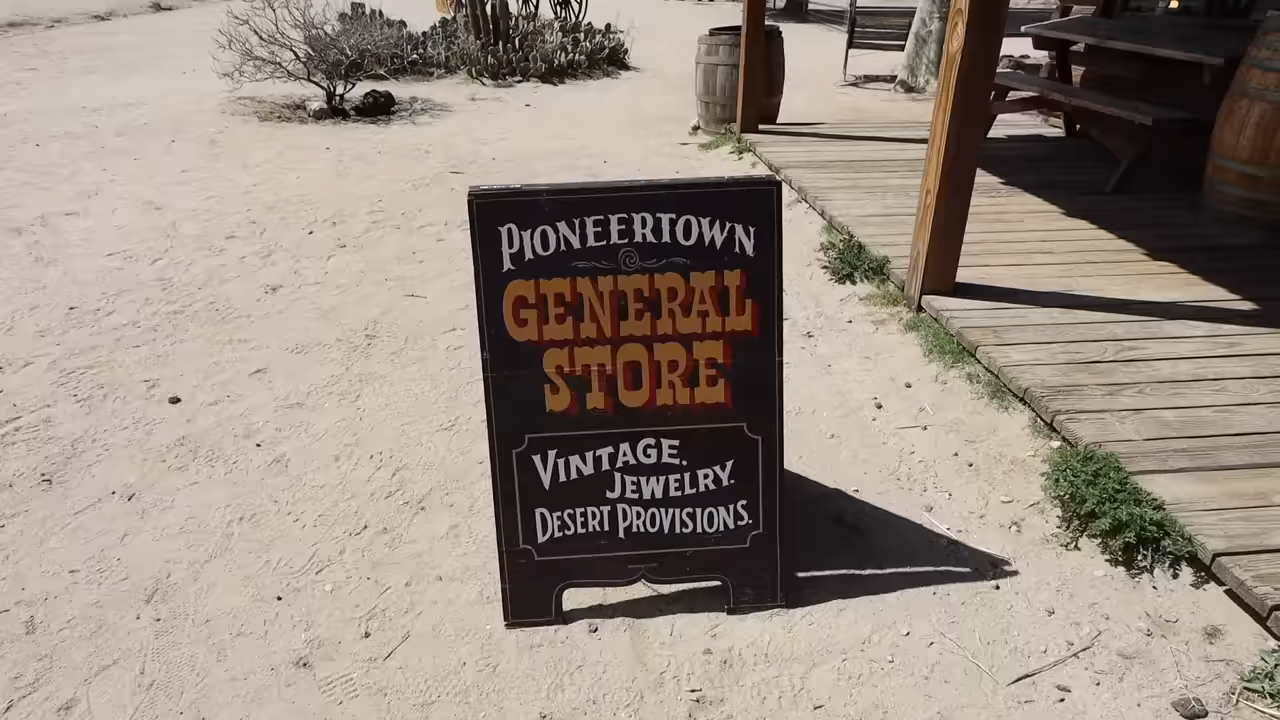 PIONEERTOWN
GENERAL
STORE
VINTAGE.
JEWELRY.
DESERT PROVISIONS.